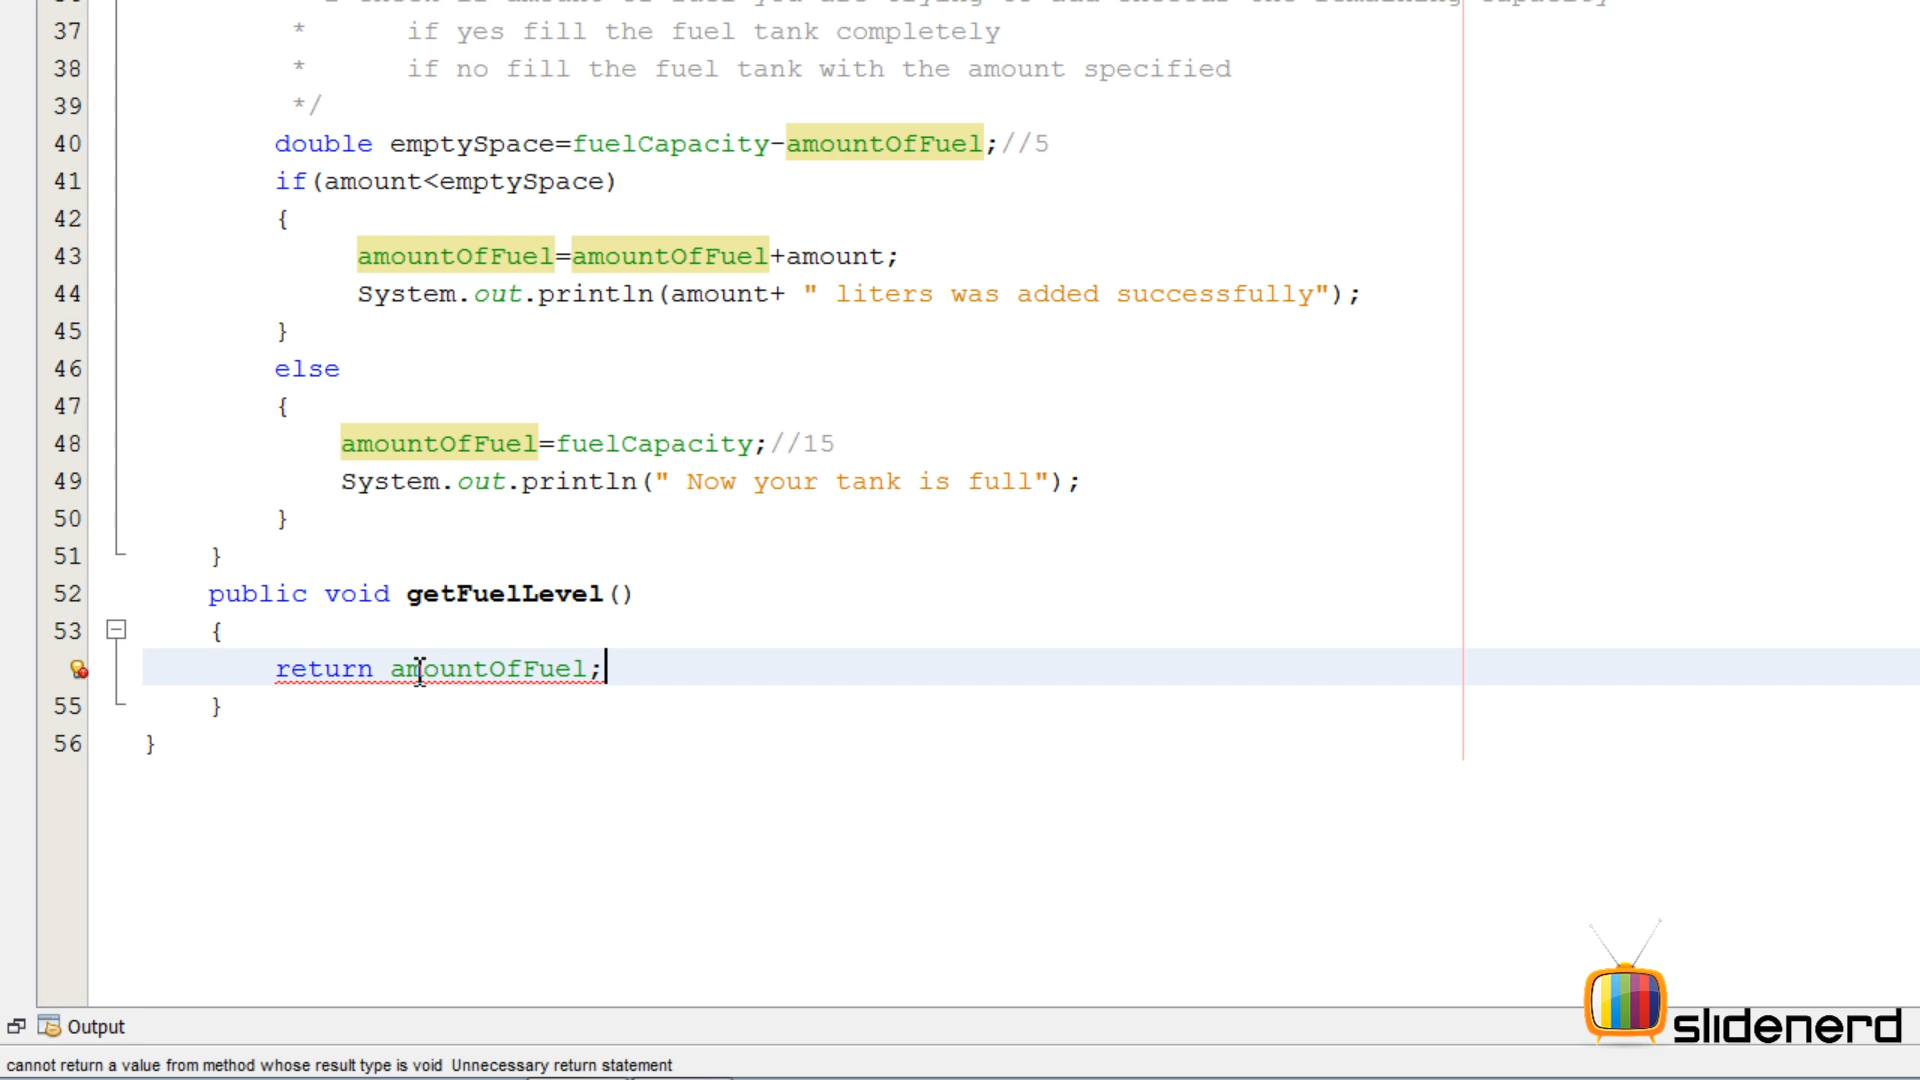 37 * if yes fill the fuel tank completely
38 * if no fill the fuel tank with the amount specified
39 */
40 double emptySpace=fuelCapacity-amountOfFuel;//5
41 if(amount<emptySpace)
42 {
43 amountOfFuel=amountOfFuel+amount;
44 System.out.println(amount+ " liters was added successfully");
45 }
46 else
47 {
48 amountOfFuel=fuelCapacity;//15
49 System.out.println(" Now your tank is full");
50 }
51 }
52 public void getFuelLevel()
53 {
return amountOfFuel;
55 }
56 }
slidenerd
Output
cannot return a value from method whose result type is void Unnecessary return statement